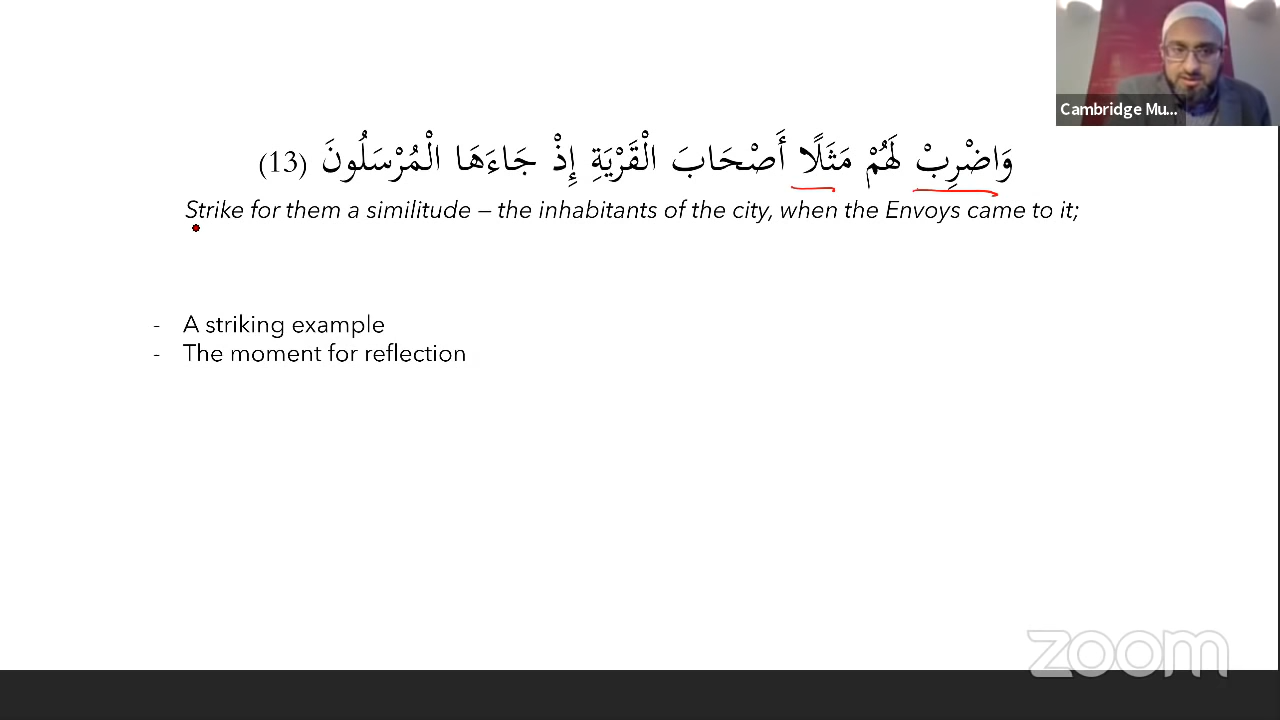 Cambridge Mu...
وَاضْرِبْ لَهُمْ مَثَلًا أَصْحَابَ الْقَرْيَةِ إِذْ جَاءَهَا الْمُرْسَلُونَ (13)
Strike for them a similitude – the inhabitants of the city, when the Envoys came to it;
- A striking example
- The moment for reflection
zoom